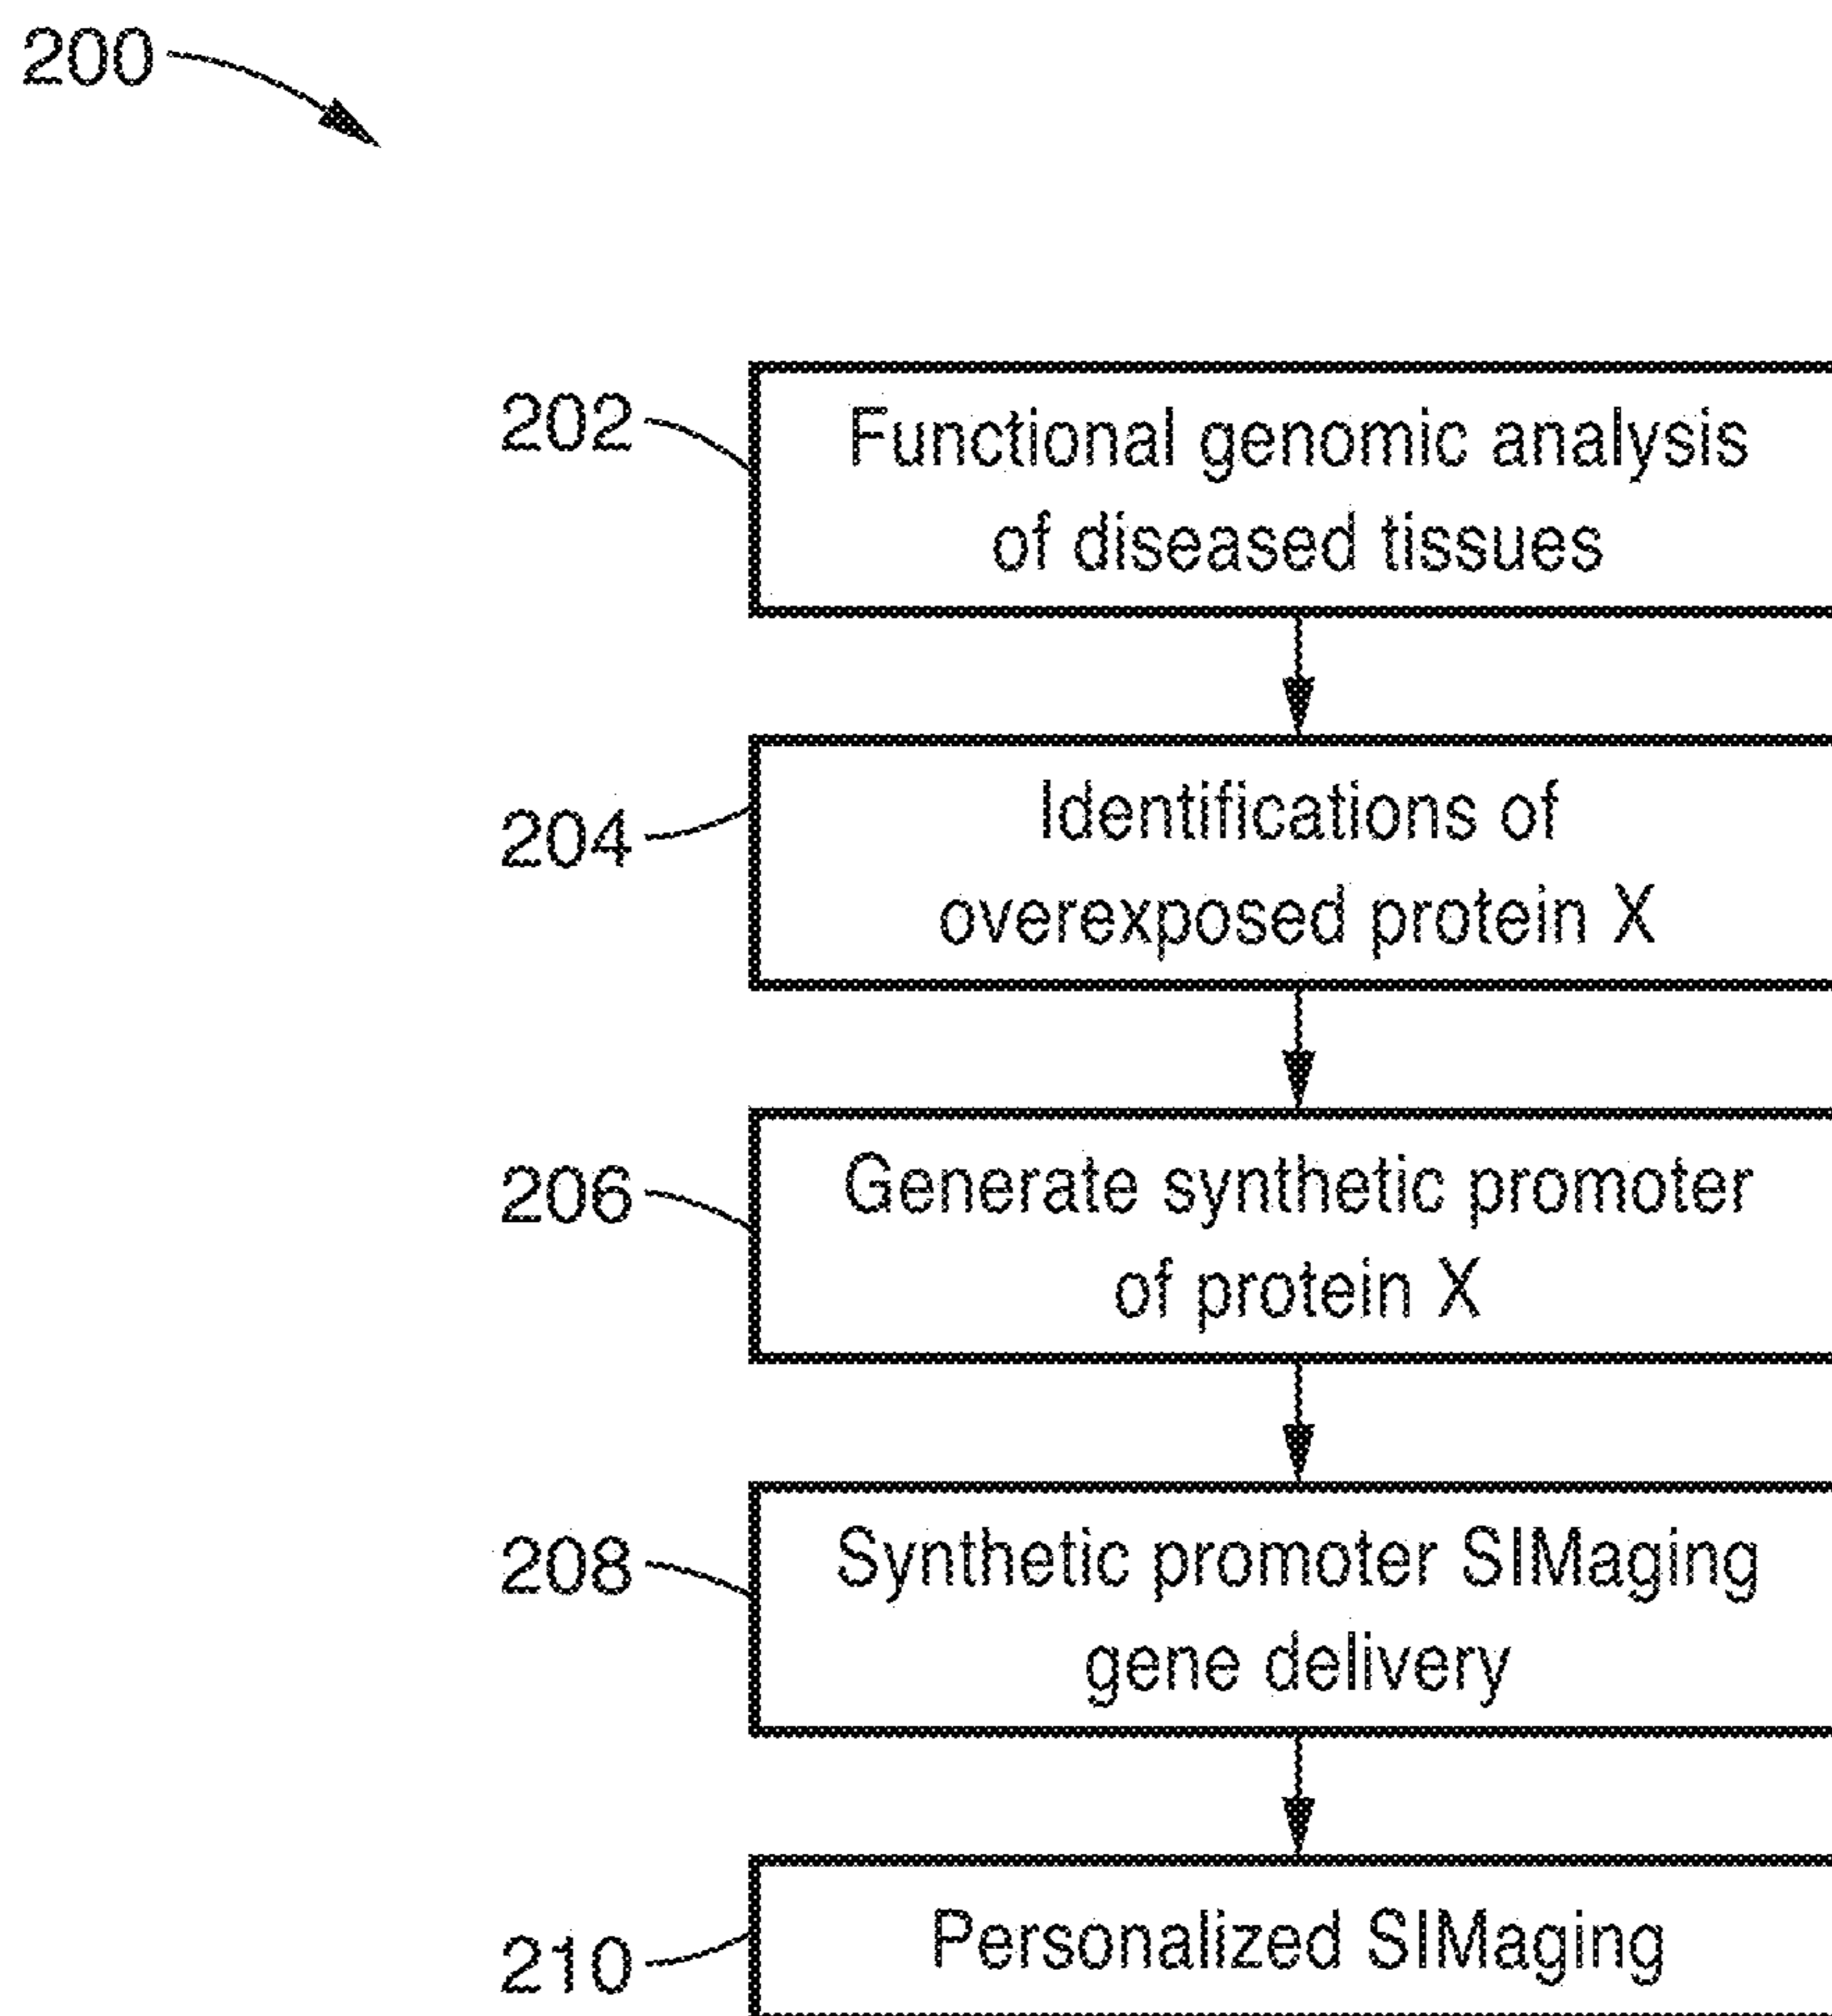 200
202
Functional genomic analysis
of diseased tissues
204
Identifications of
overexposed protein X
206
Generate synthetic promoter
of protein X
208
Synthetic promoter SIMaging
gene delivery
210
Personalized SIMaging